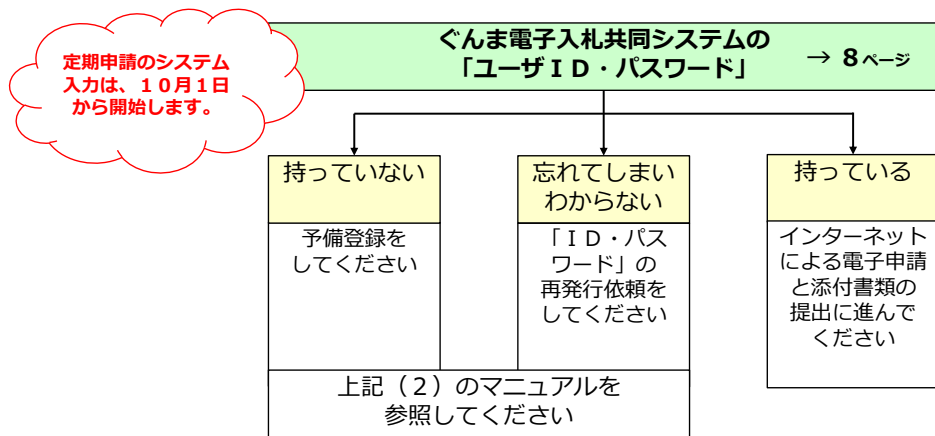 定期申請のシステム
入力は、１０月１日
から開始します。
ぐんま電子入札共同システムの
「ユーザＩＤ・パスワード」 → 8ページ
持っていない
予備登録を
してください
忘れてしまい
わからない
「ＩＤ・パス
ワード」の
再発行依頼を
してください
持っている
インターネット
による電子申請
と添付書類の
提出に進んで
ください
上記（２）のマニュアルを
参照してください